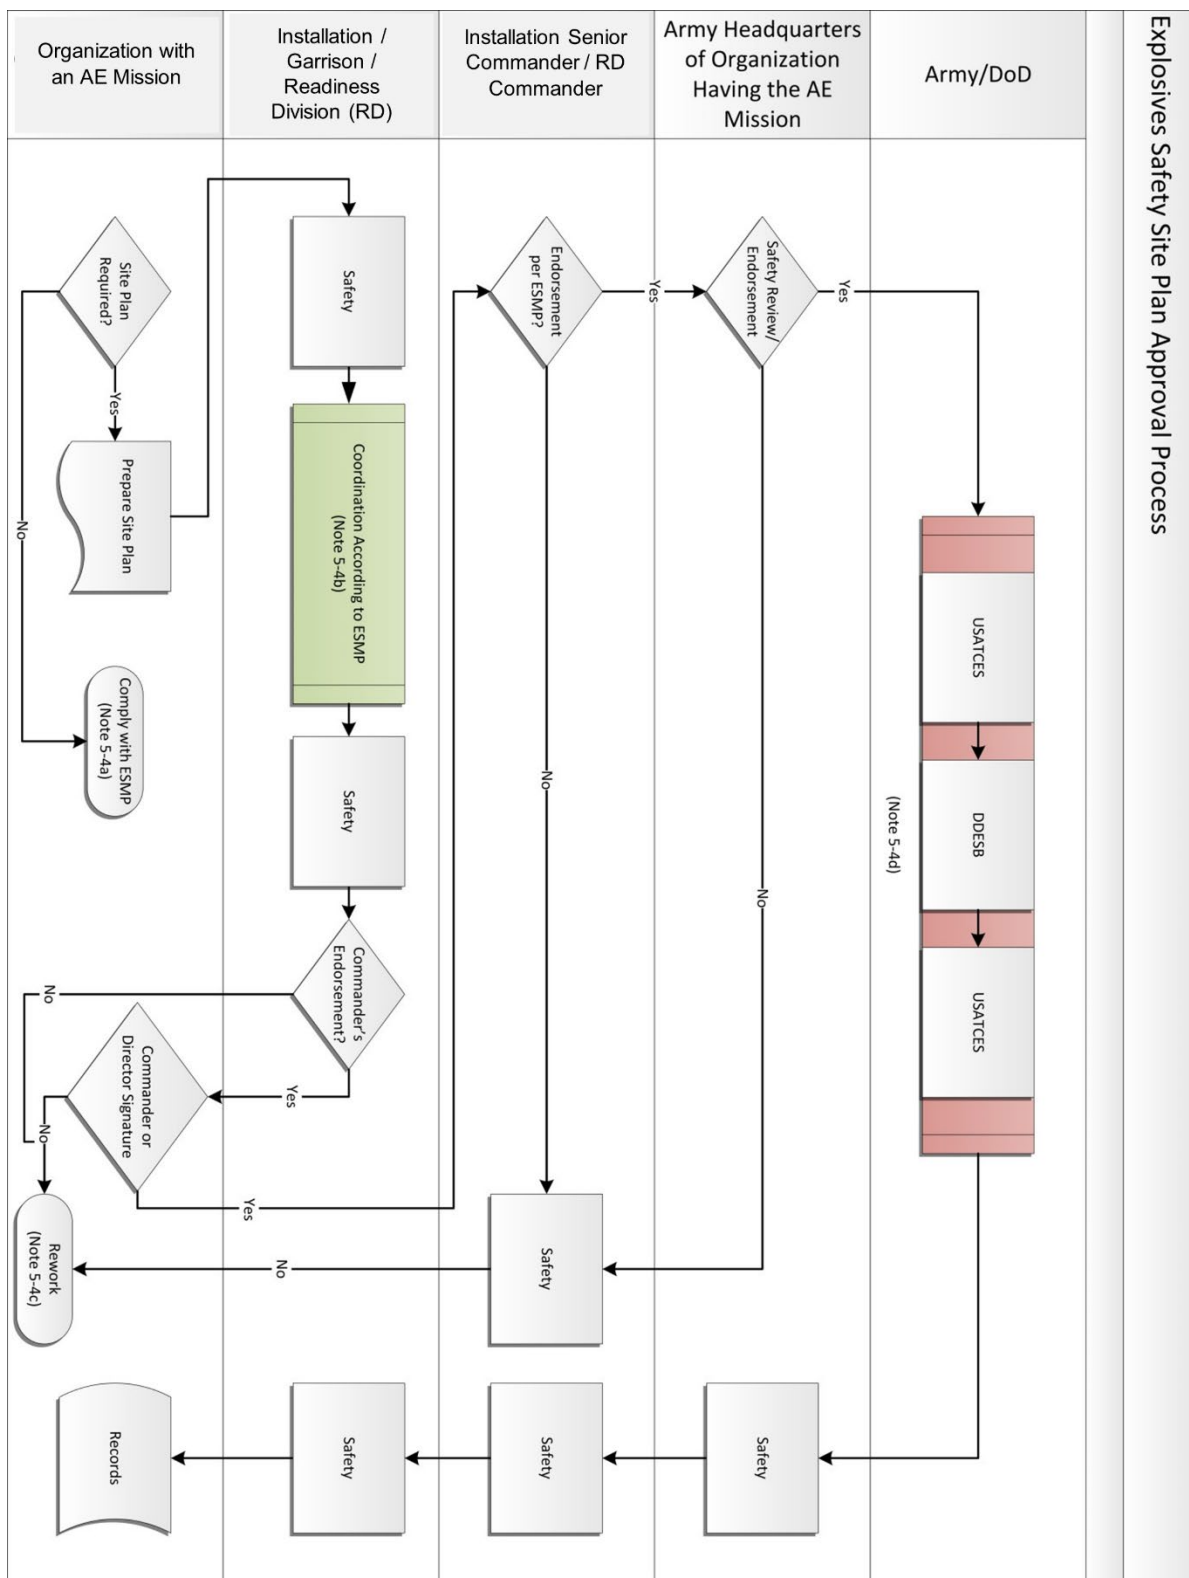 Explosives Safety Site Plan Approval Process
Organization with
an AE Mission
Installation /
Garrison /
Readiness
Division (RD)
Installation Senior
Commander / RD
Commander
Army Headquarters
of Organization
Having the AE
Mission
Army/DoD
Site Plan
Required?
Yes
No
Prepare Site Plan
Comply with ESMP
(Note 5-4a)
Safety
Coordination According to ESMP
(Note 5-4b)
Safety
Commander's
Endorsement?
No
Yes
Commander or
Director Signature
No
Yes
Rework
(Note 5-4c)
Endorsement
per ESMP?
Yes
No
Safety Review/
Endorsement
Yes
No
Safety
No
USATCES
DDESB
USATCES
(Note 5-4d)
Safety
Safety
Safety
Records